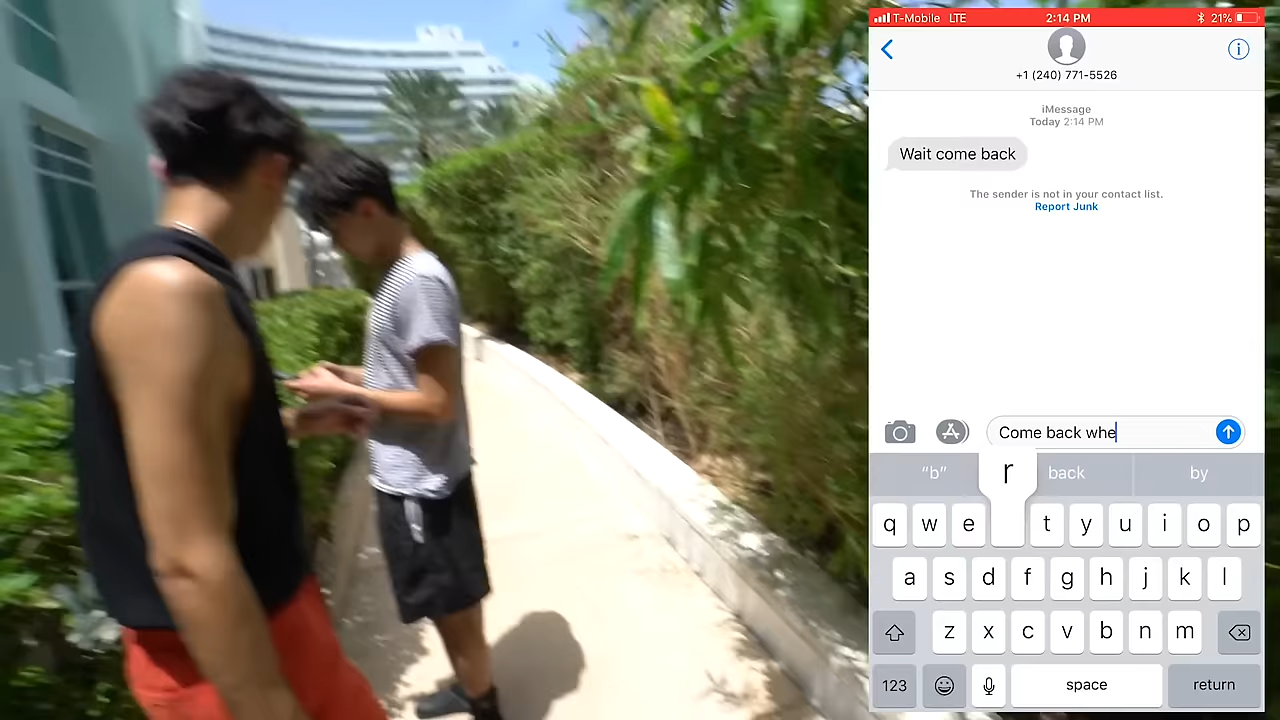 T-Mobile LTE 2:14 PM 21%
+1 (240) 771-5526
iMessage
Today 2:14 PM
Wait come back
The sender is not in your contact list.
Report Junk
Come back whe
“b” r back by
q w e t y u i o p
a s d f g h j k l
z x c v b n m
123 space return